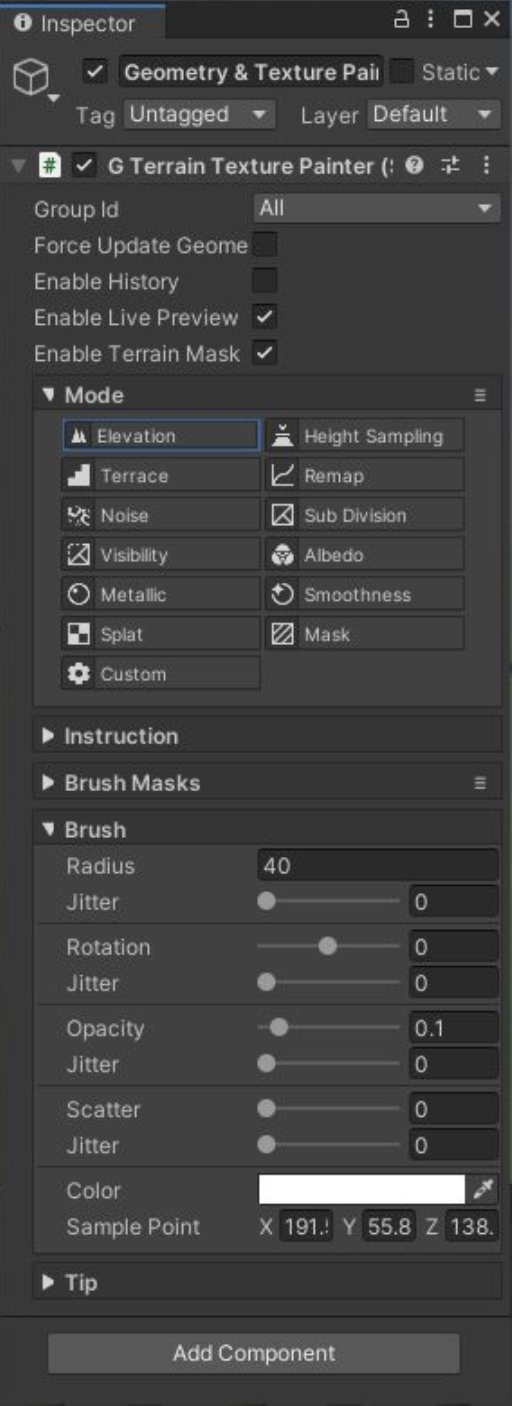 Inspector
Geometry & Texture Pai Static
Tag Untagged Layer Default
# G Terrain Texture Painter (
Group Id All
Force Update Geome
Enable History
Enable Live Preview
Enable Terrain Mask
Mode
Elevation Height Sampling
Terrace Remap
Noise Sub Division
Visibility Albedo
Metallic Smoothness
Splat Mask
Custom
Instruction
Brush Masks
Brush
Radius 40
Jitter 0
Rotation 0
Jitter 0
Opacity 0.1
Jitter 0
Scatter 0
Jitter 0
Color
Sample Point X 191. Y 55.8 Z 138.
Tip
Add Component